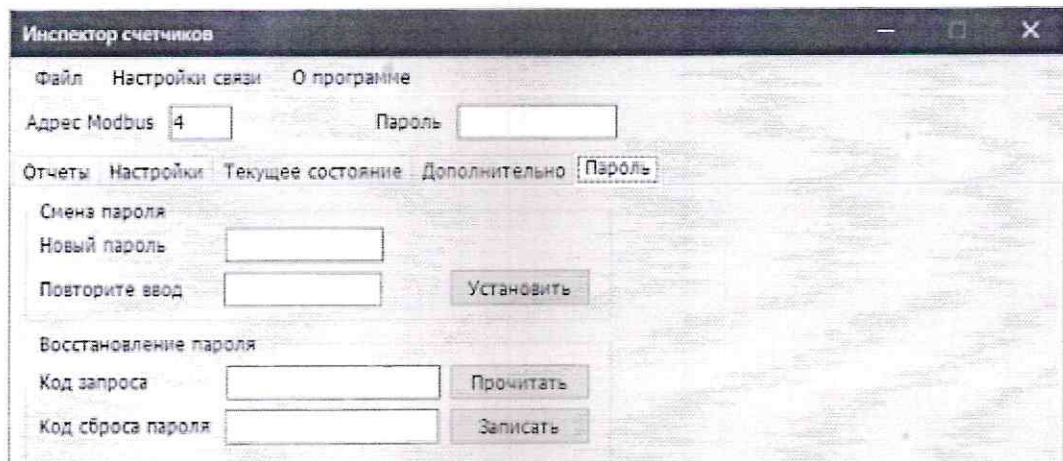 Инспектор счетчиков
Файл Настройки связи О программе
Адрес Modbus 4 Пароль
Отчеты Настройки Текущее состояние Дополнительно Пароль
Смена пароля
Новый пароль
Повторите ввод Установить
Восстановление пароля
Код запроса Прочитать
Код сброса пароля Записать